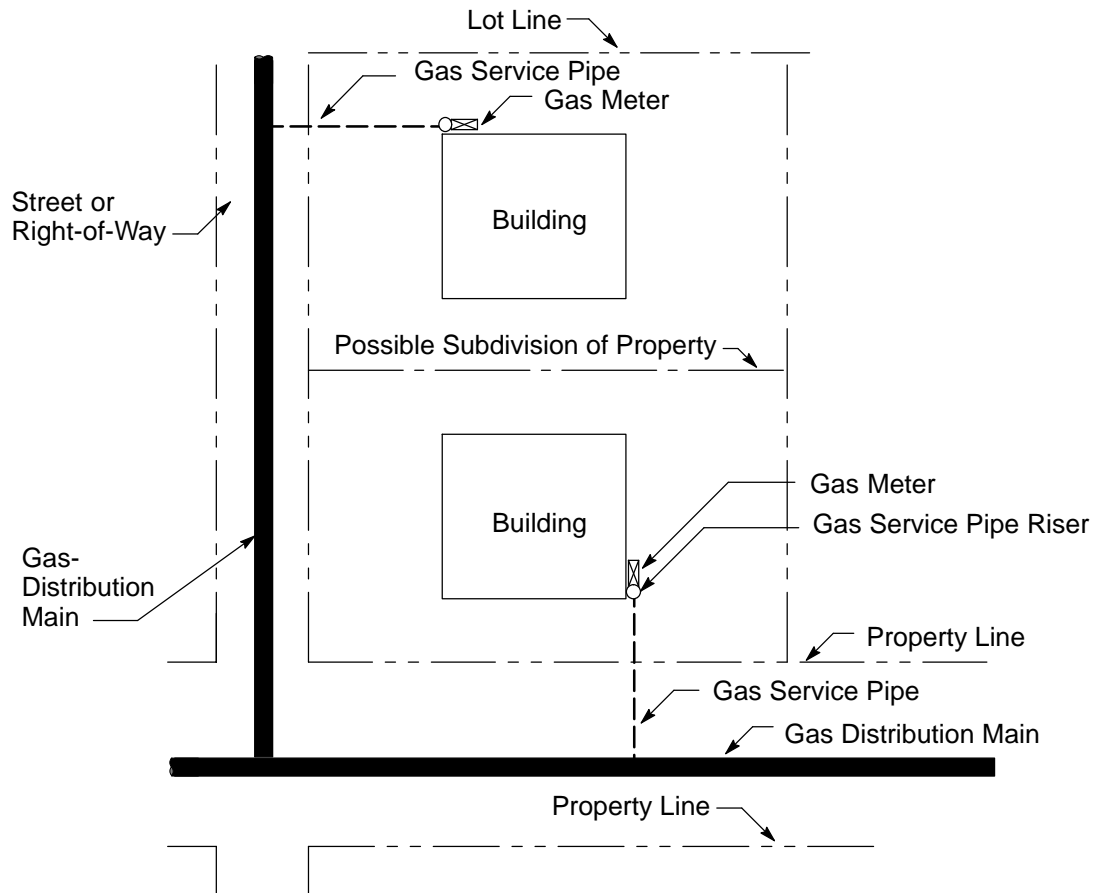 Lot Line
Gas Service Pipe
Gas Meter
Street or
Right-of-Way
Building
Possible Subdivision of Property
Gas Meter
Building
Gas Service Pipe Riser
Gas-
Distribution
Main
Property Line
Gas Service Pipe
Gas Distribution Main
Property Line